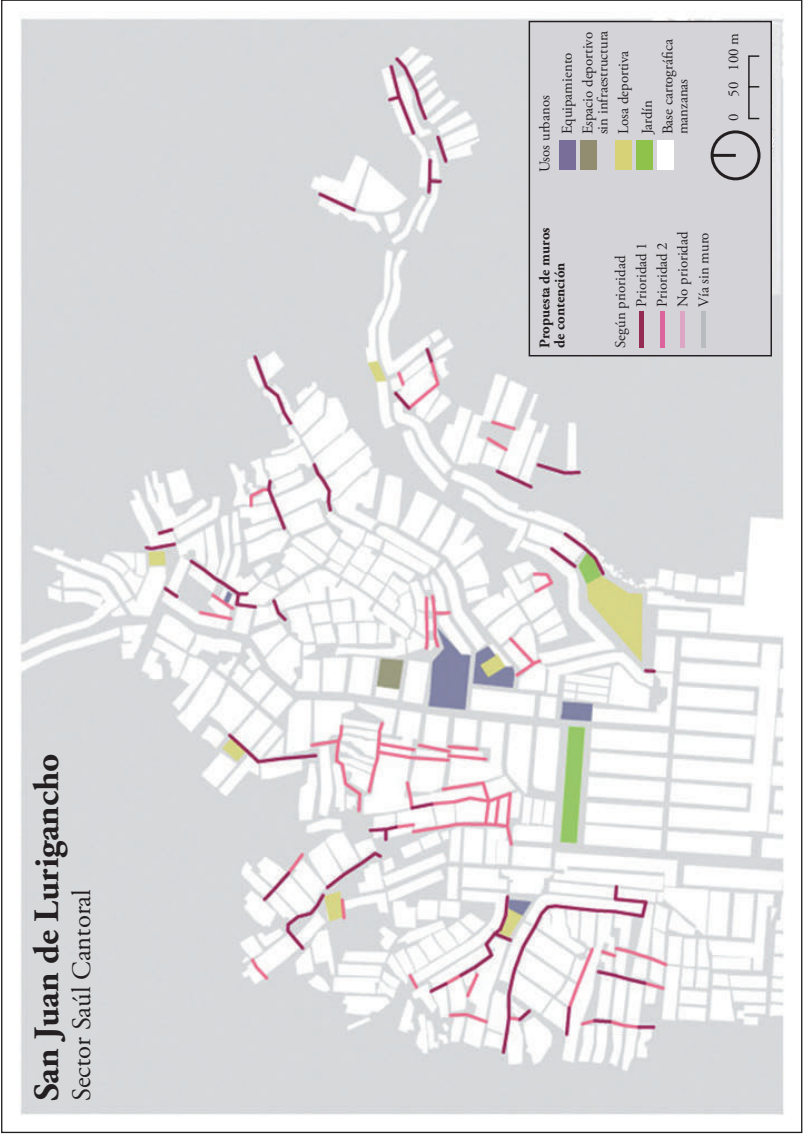 San Juan de Lurigancho
Sector Saúl Cantoral
Propuesta de muros
de contención
Según prioridad
Prioridad 1
Prioridad 2
No prioridad
Vía sin muro
Usos urbanos
Equipamiento
Espacio deportivo
sin infraestructura
Losa deportiva
Jardín
Base cartográfica
manzanas
0 50 100 m